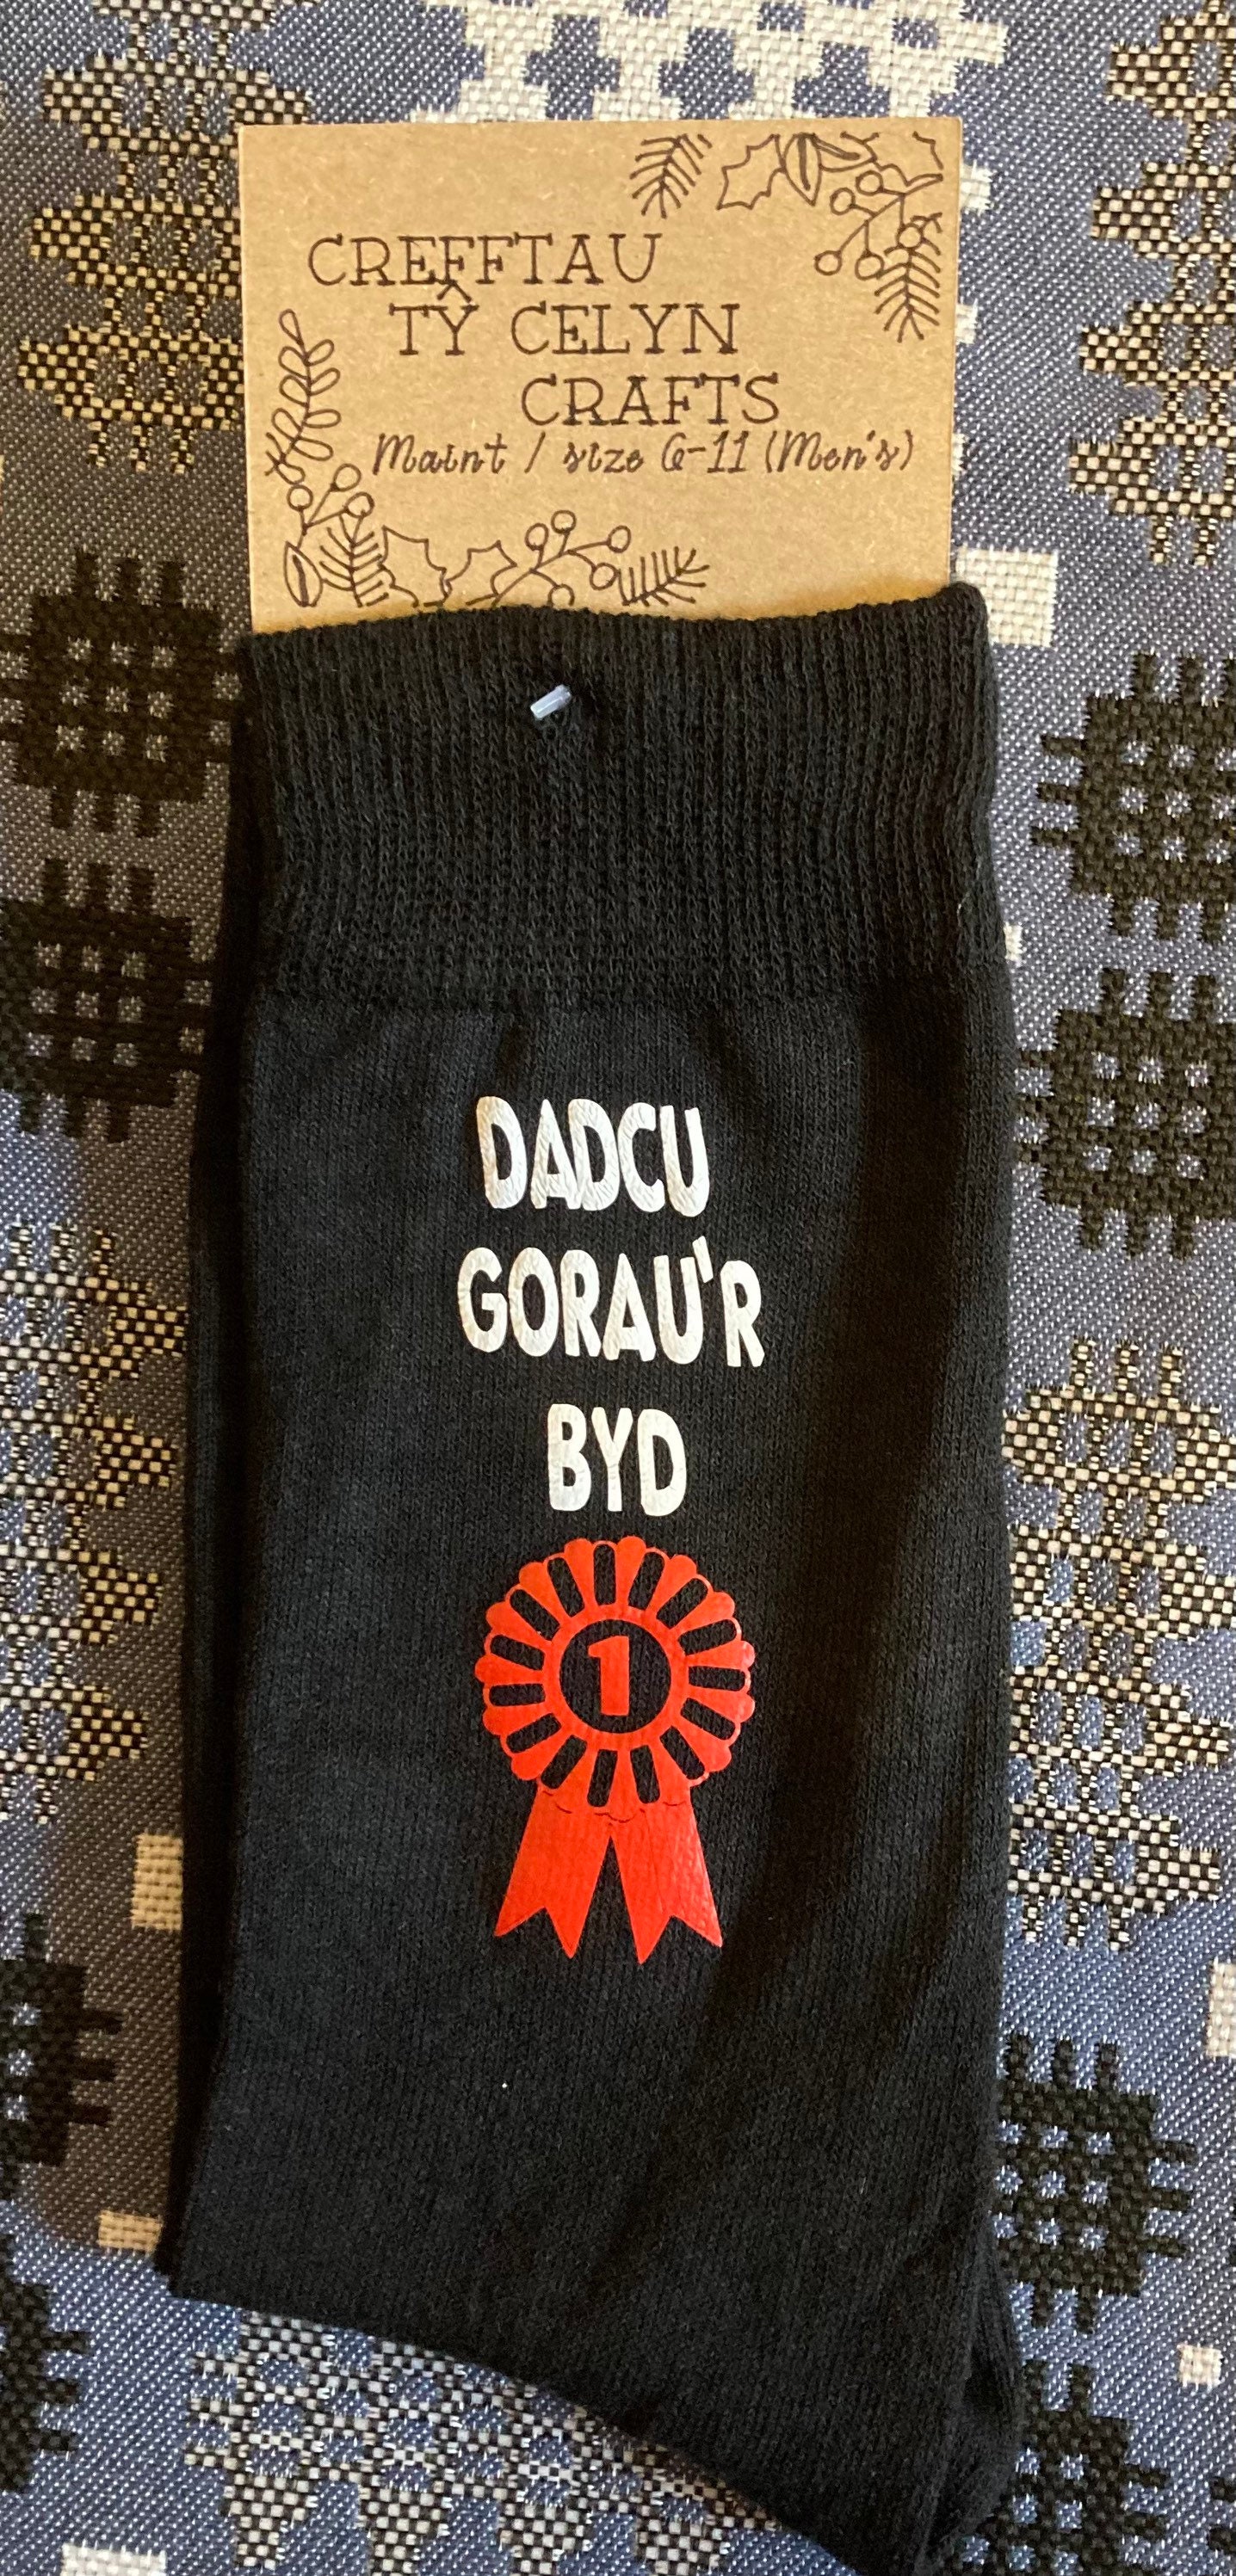 CREFFTAU
TŶ CELYN
CRAFTS
Maint / size 6-11 (Men's)
DADCU
GORAU'R
BYD
1